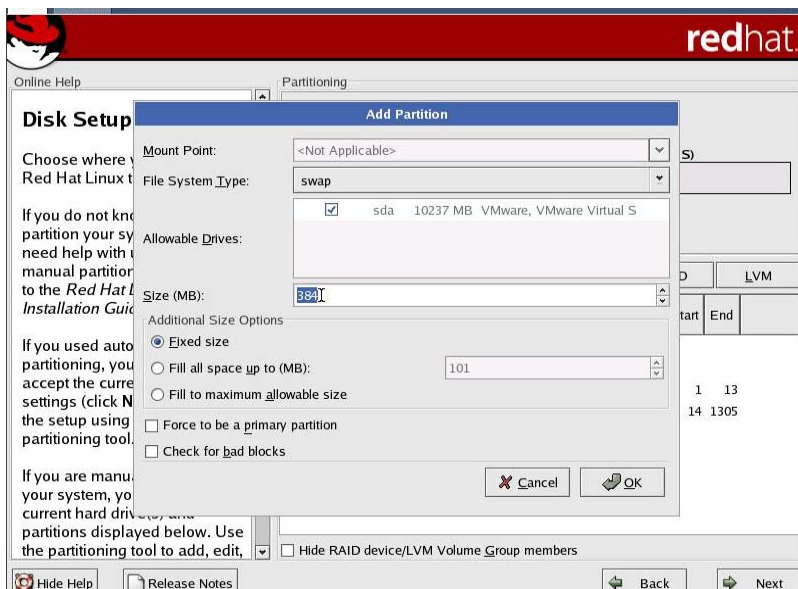 redhat.
Online Help
Partitioning
Disk Setup
Choose where
Red Hat Linux t
If you do not kno
partition your sy
need help with
manual partition
to the Red Hat
Installation Guid
If you used auto
partitioning, you
accept the curre
settings (click N
the setup using
partitioning tool.
If you are manu
your system, yo
current hard drive(s) and
partitions displayed below. Use
the partitioning tool to add, edit,
Add Partition
Mount Point:
<Not Applicable>
File System Type:
swap
Allowable Drives:
sda 10237 MB VMware, VMware Virtual S
Size (MB):
384
Additional Size Options
Fixed size
Fill all space up to (MB):
101
Fill to maximum allowable size
Force to be a primary partition
Check for bad blocks
Cancel
OK
S)
D
LVM
tart
End
1 13
14 1305
Hide RAID device/LVM Volume Group members
Hide Help
Release Notes
Back
Next